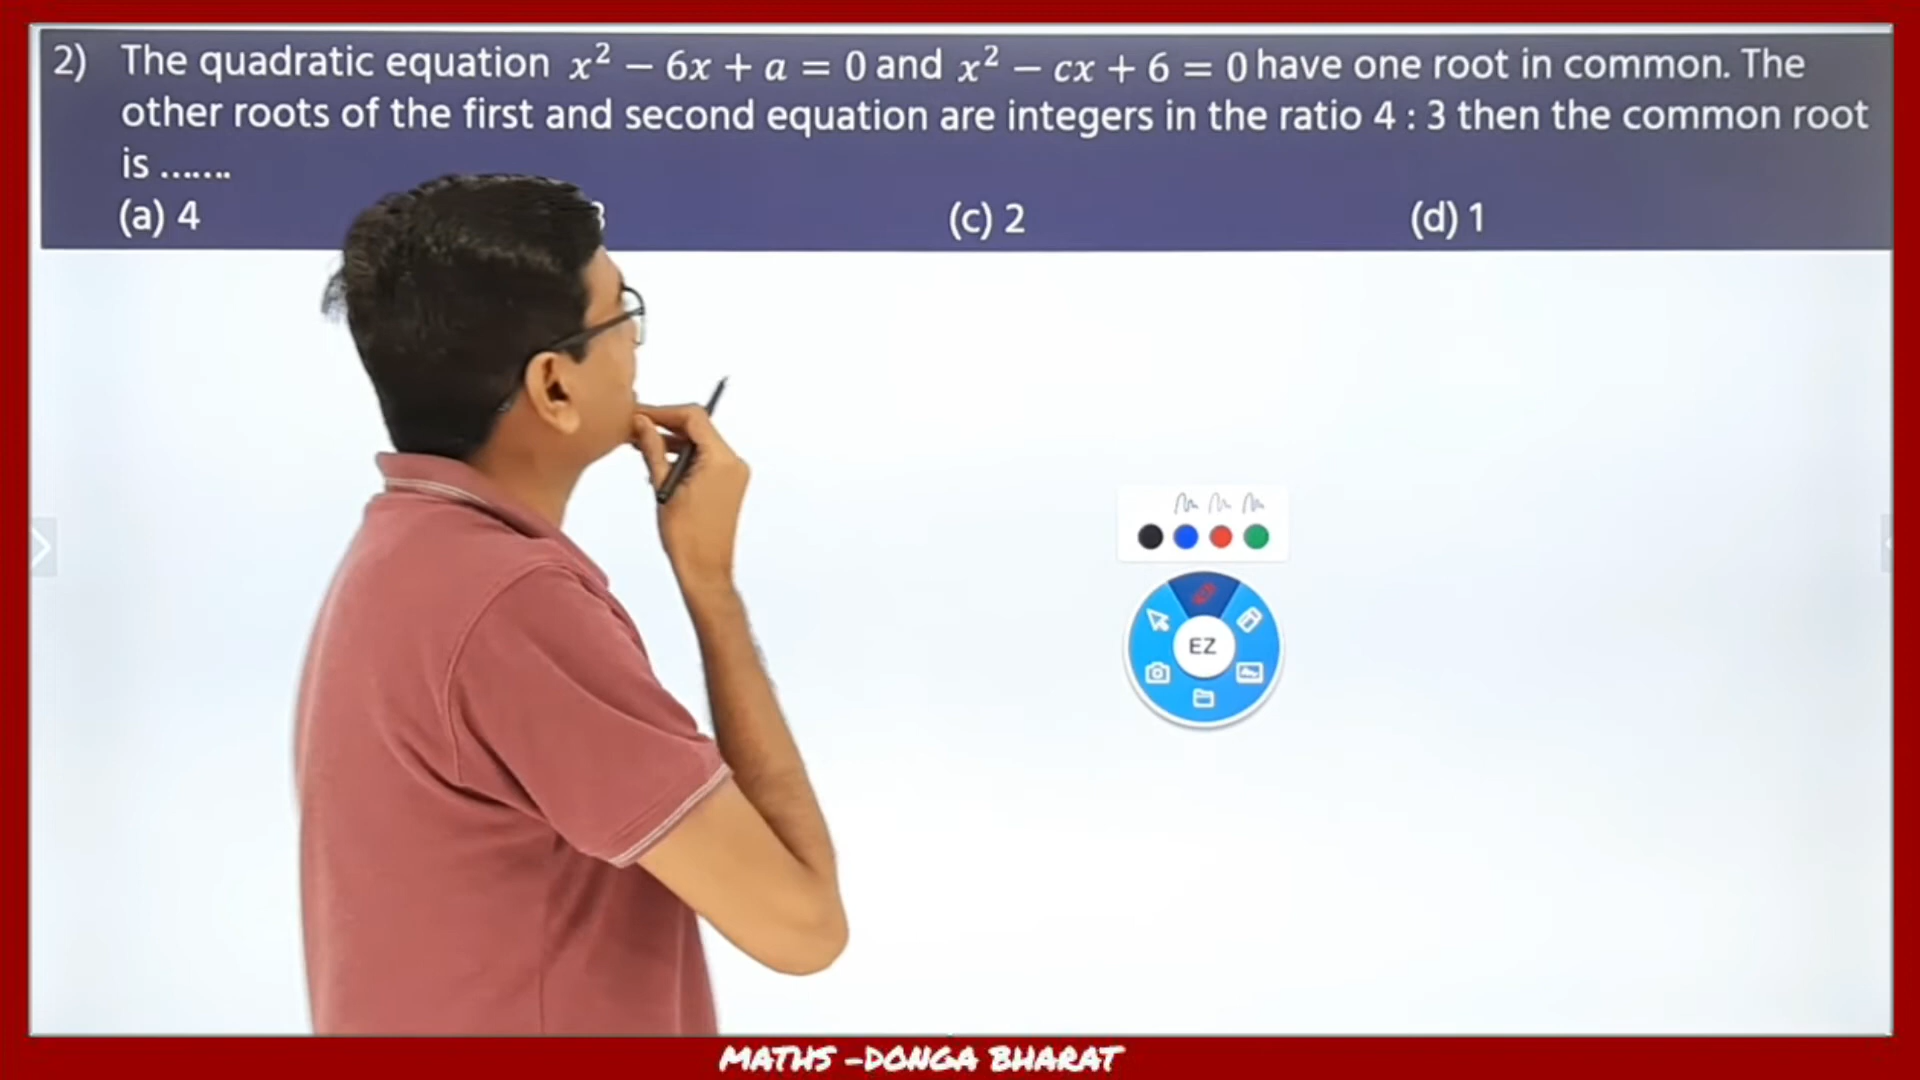 2) The quadratic equation x² − 6x + a = 0 and x² − cx + 6 = 0 have one root in common. The
other roots of the first and second equation are integers in the ratio 4 : 3 then the common root
is .......
(a) 4 (c) 2 (d) 1
EZ
MATHS -DONGA BHARAT